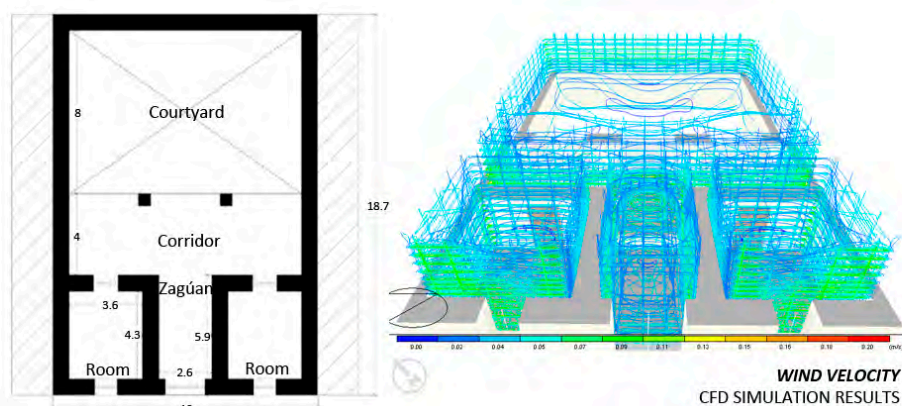 Courtyard
8
18.7
4
Corridor
Zaguán
3.6
4.3
5.9
Room
2.6
Room
0.00 0.02 0.04 0.05 0.07 0.09 0.11 0.13 0.15 0.16 0.18 0.20
WIND VELOCITY
CFD SIMULATION RESULTS